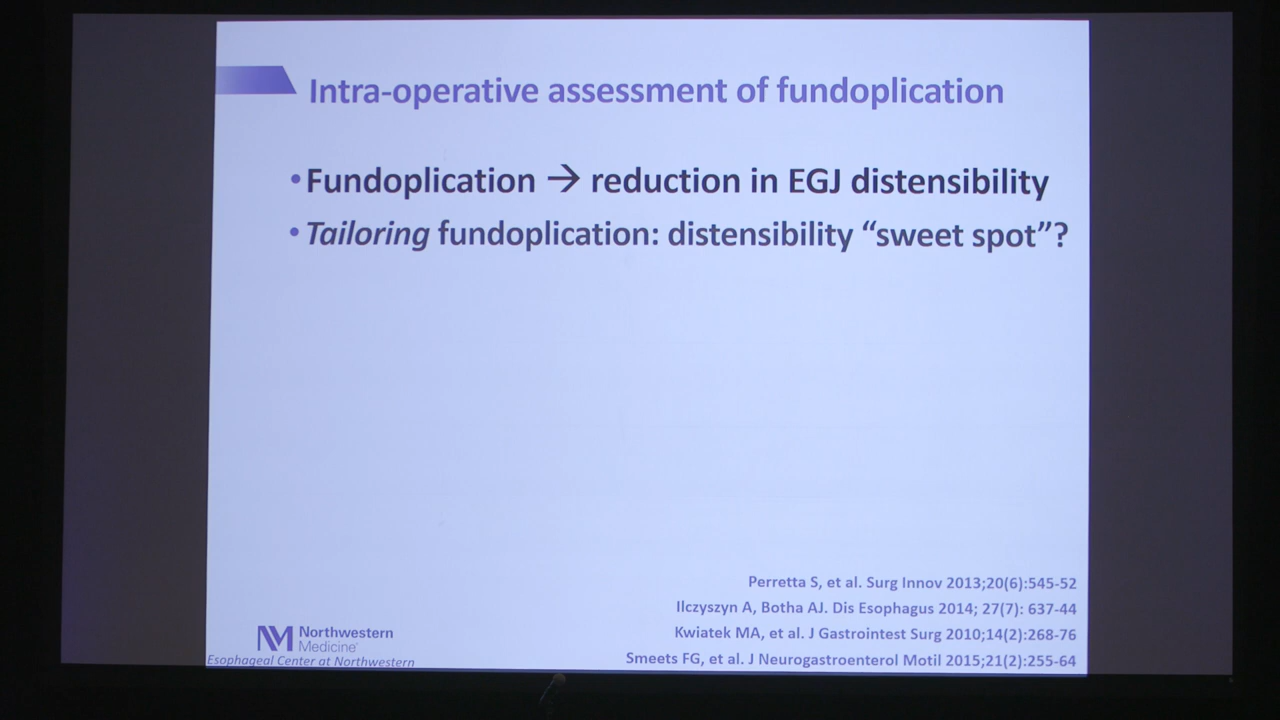 Intra-operative assessment of fundoplication
•Fundoplication → reduction in EGJ distensibility
•Tailoring fundoplication: distensibility “sweet spot”?
Perretta S, et al. Surg Innov 2013;20(6):545-52
Ilczyszyn A, Botha AJ. Dis Esophagus 2014; 27(7): 637-44
Kwiatek MA, et al. J Gastrointest Surg 2010;14(2):268-76
Smeets FG, et al. J Neurogastroenterol Motil 2015;21(2):255-64
NM Northwestern
Medicine®
Esophageal Center at Northwestern